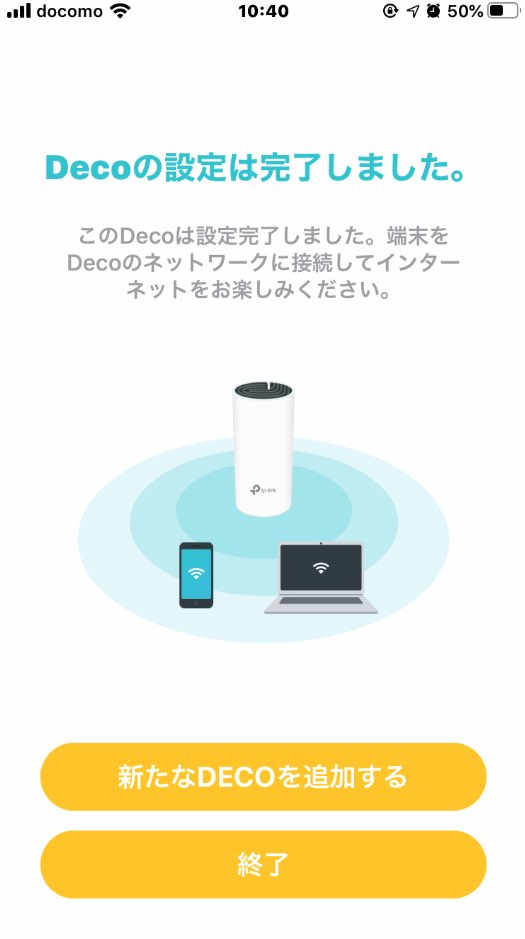 docomo 10:40 50%
Decoの設定は完了しました。
このDecoは設定完了しました。端末を
Decoのネットワークに接続してインター
ネットをお楽しみください。
tp-link
新たなDECOを追加する
終了